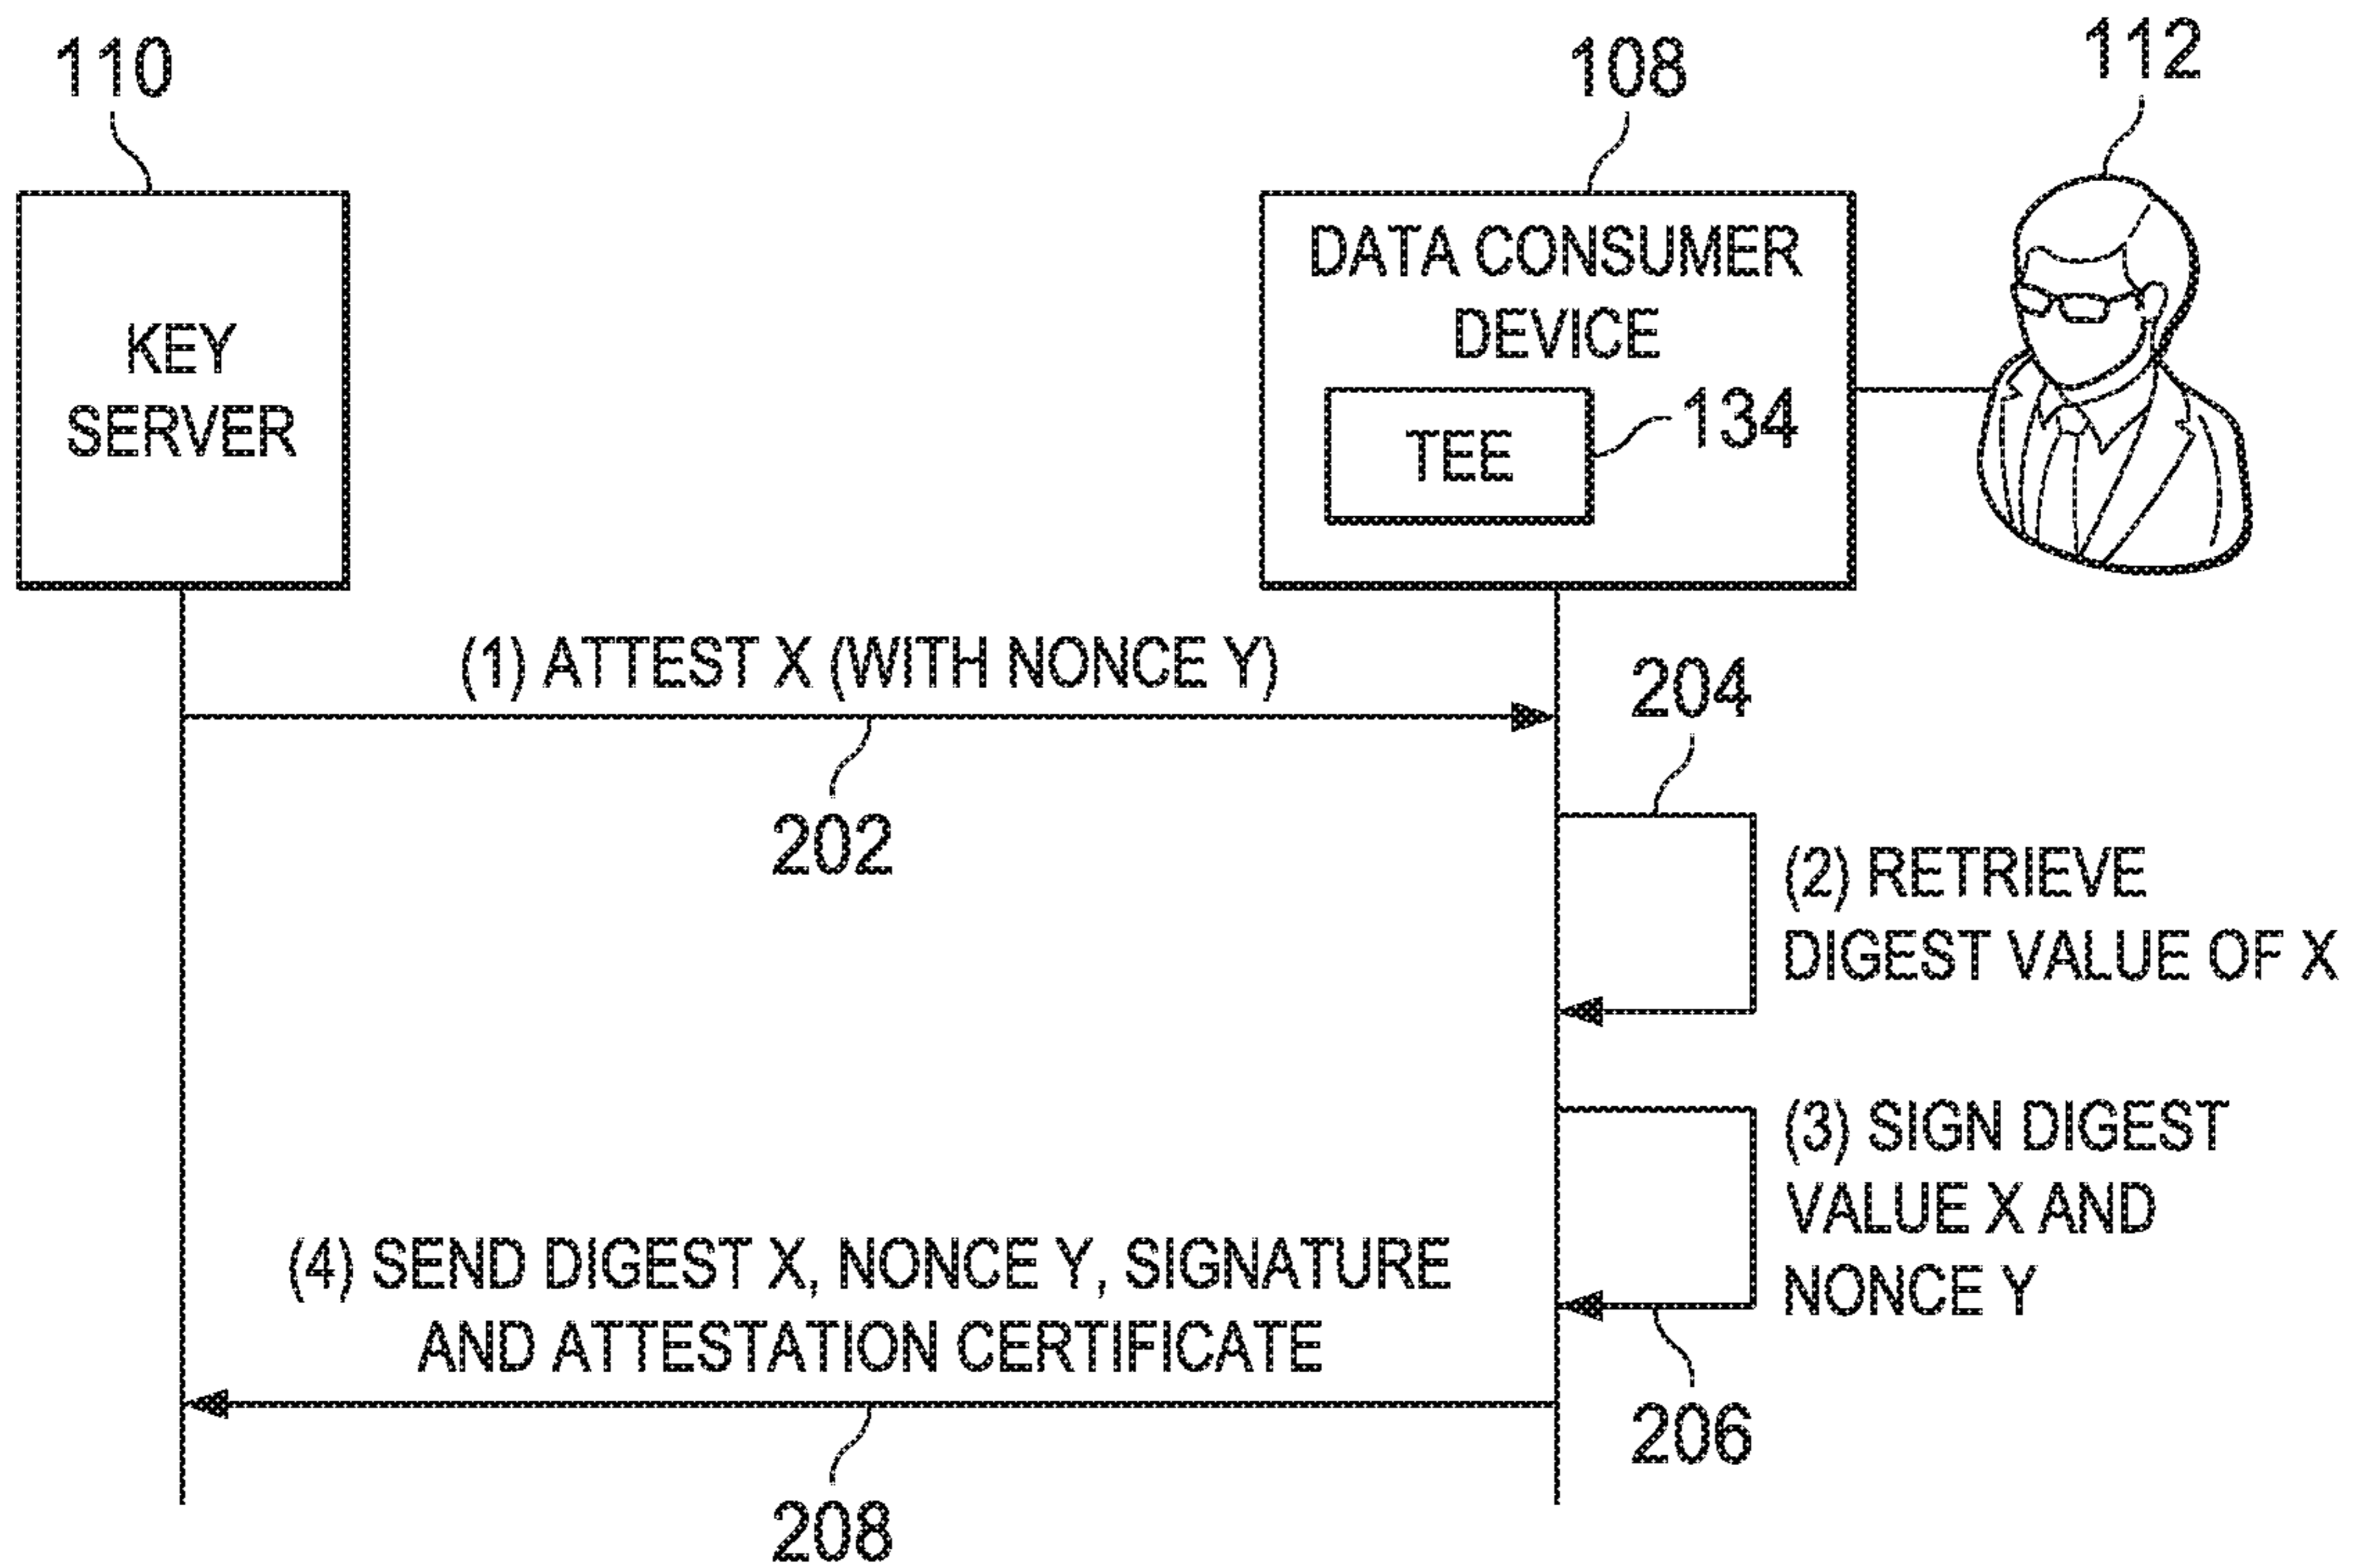 110
108
112
KEY
SERVER
DATA CONSUMER
DEVICE
TEE
134
(1) ATTEST X (WITH NONCE Y)
202
204
(2) RETRIEVE
DIGEST VALUE OF X
(3) SIGN DIGEST
VALUE X AND
NONCE Y
206
(4) SEND DIGEST X, NONCE Y, SIGNATURE
AND ATTESTATION CERTIFICATE
208